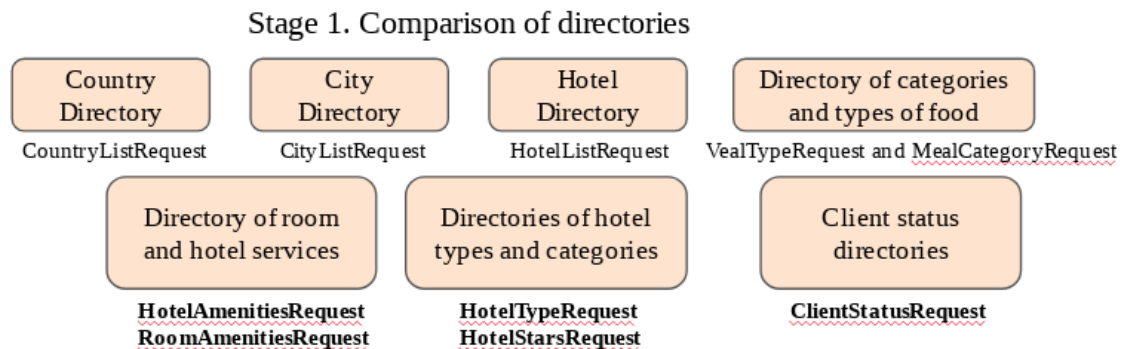 Stage 1. Comparison of directories
Country
Directory
City
Directory
Hotel
Directory
Directory of categories
and types of food
CountryListRequest
CityListRequest
HotelListRequest
VealTypeRequest and MealCategoryRequest
Directory of room
and hotel services
Directories of hotel
types and categories
Client status
directories
HotelAmenitiesRequest
RoomAmenitiesRequest
HotelTypeRequest
HotelStarsRequest
ClientStatusRequest